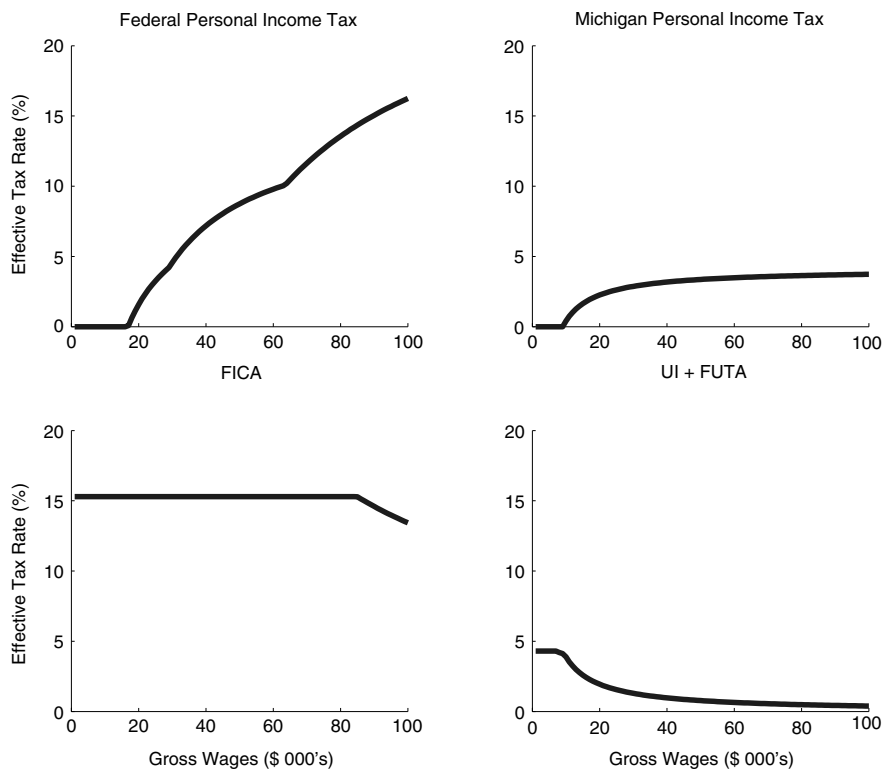 Federal Personal Income Tax
Michigan Personal Income Tax
Effective Tax Rate (%)
20
15
10
5
0
0 20 40 60 80 100
20
15
10
5
0
0 20 40 60 80 100
FICA
UI + FUTA
Effective Tax Rate (%)
20
15
10
5
0
0 20 40 60 80 100
Gross Wages ($ 000's)
20
15
10
5
0
0 20 40 60 80 100
Gross Wages ($ 000's)